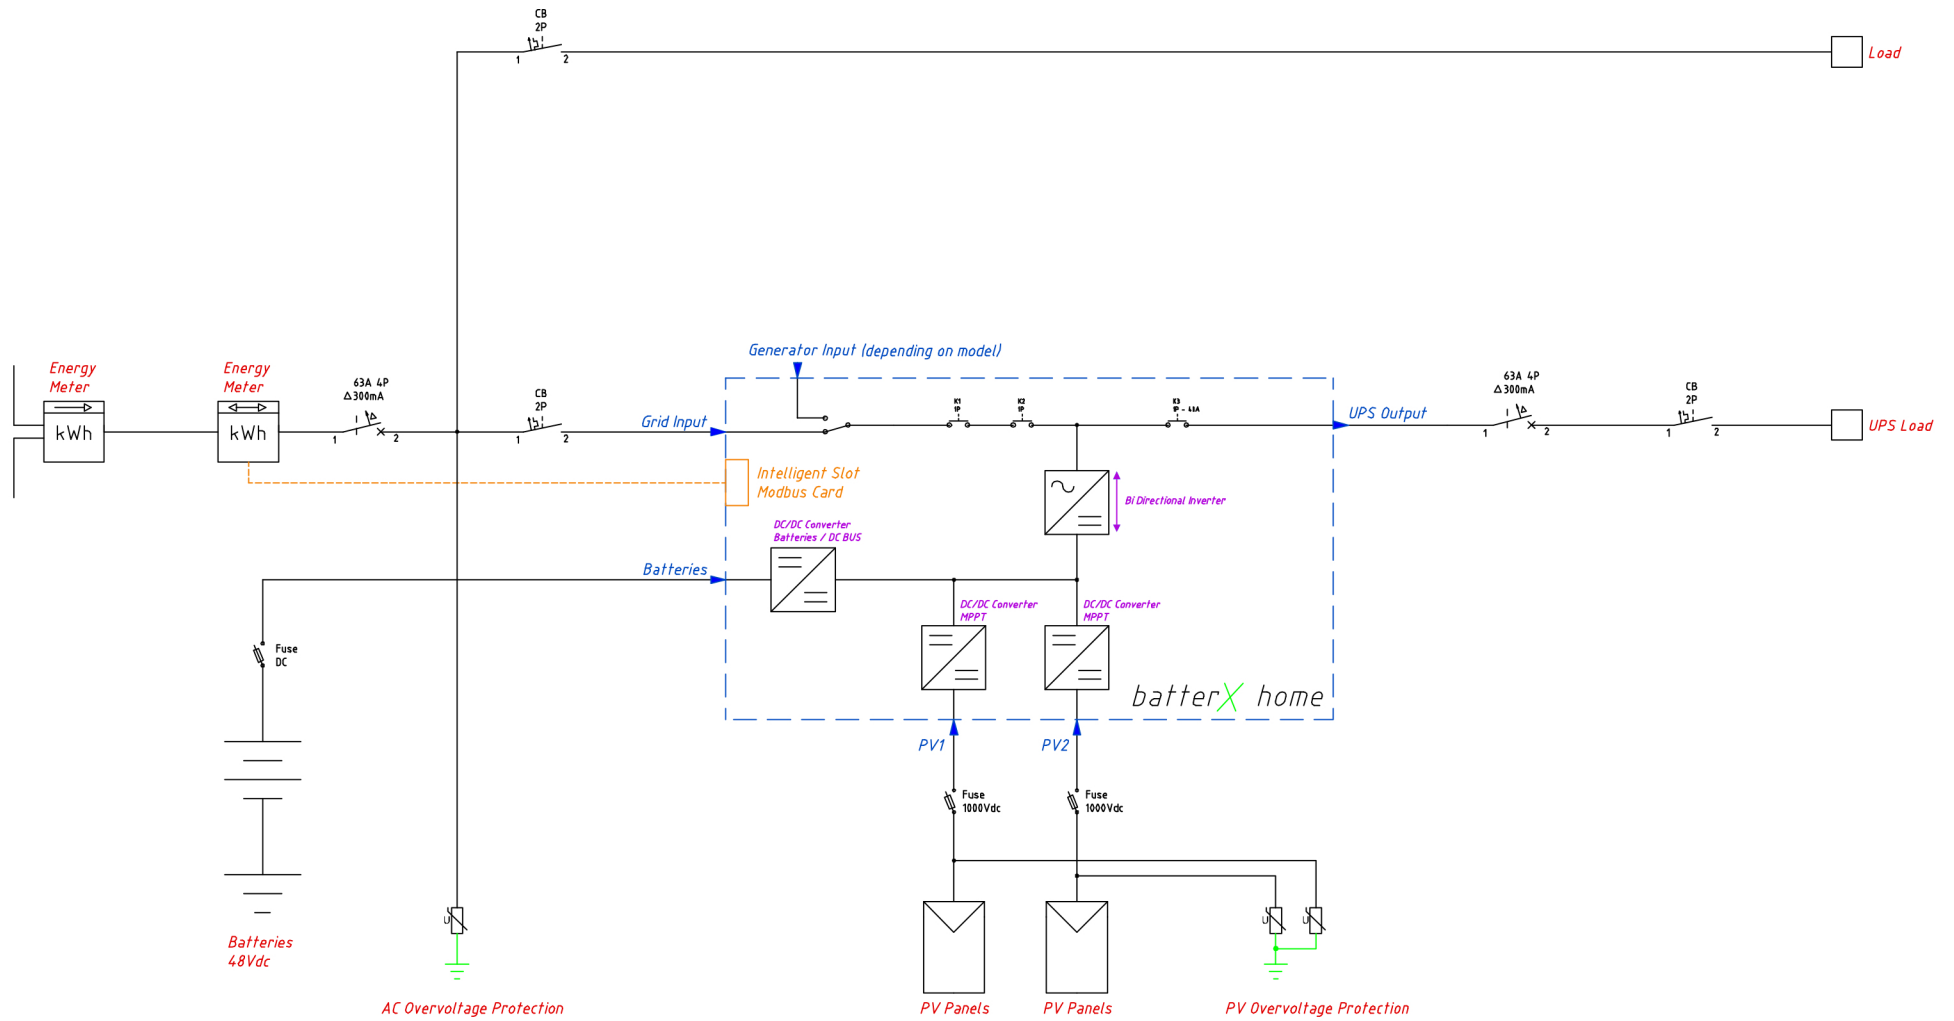 CB
2P
1
2
Load
Energy
Meter
kWh
Energy
Meter
kWh
63A 4P
Δ300mA
1
2
CB
2P
1
2
Grid Input
Generator Input (depending on model)
K1
1P
K2
1P
K3
1P - 40A
UPS Output
63A 4P
Δ300mA
1
2
CB
2P
1
2
UPS Load
Intelligent Slot
Modbus Card
Bi Directional Inverter
DC/DC Converter
Batteries / DC BUS
Batteries
DC/DC Converter
MPPT
DC/DC Converter
MPPT
Fuse
DC
batterX home
PV1
PV2
Fuse
1000Vdc
Fuse
1000Vdc
U
U
U
Batteries
48Vdc
AC Overvoltage Protection
PV Panels
PV Panels
PV Overvoltage Protection